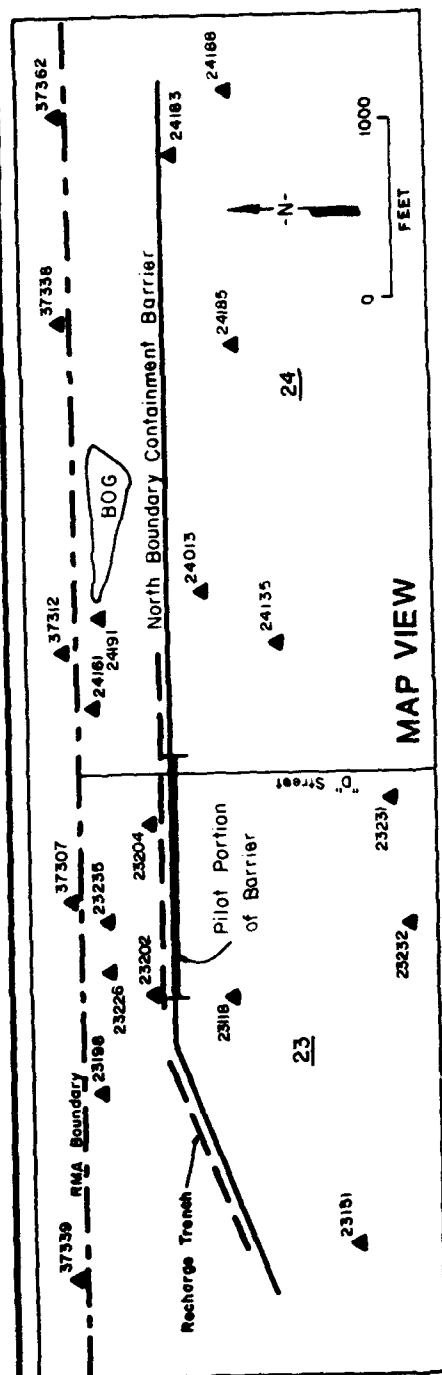 37339
37307
37312
37338
37362
RMA Boundary
23198
23226
23235
24161
24191
BOG
23202
23204
North Boundary Containment Barrier
24183
24188
Recharge Trench
23118
Pilot Portion
of Barrier
24013
24185
-N-
"D" Street
24135
23
24
23151
23232
23231
MAP VIEW
0
1000
FEET